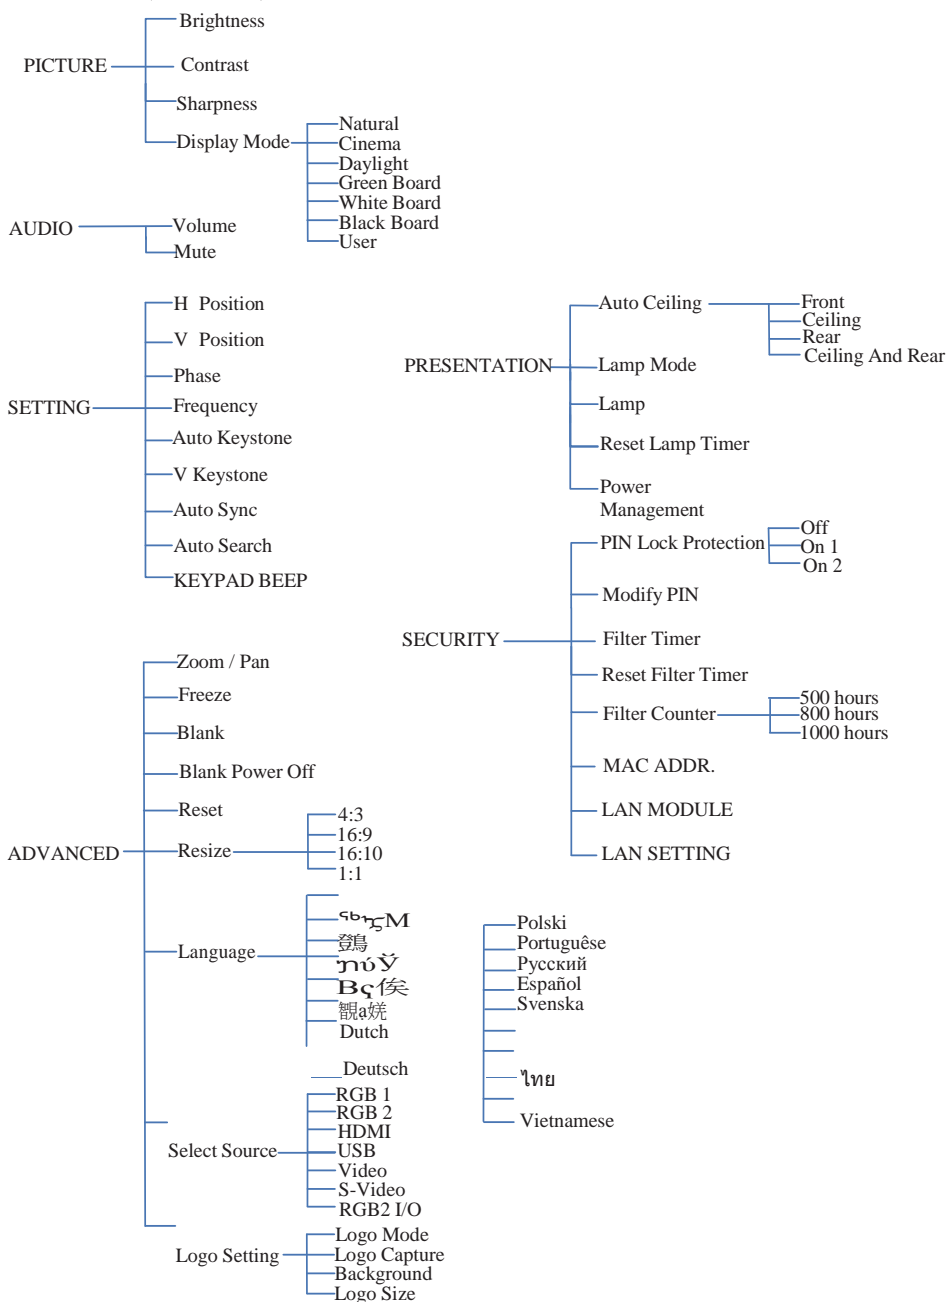 PICTURE
Brightness
Contrast
Sharpness
Display Mode
Natural
Cinema
Daylight
Green Board
White Board
Black Board
User
AUDIO
Volume
Mute
SETTING
H Position
V Position
Phase
Frequency
Auto Keystone
V Keystone
Auto Sync
Auto Search
KEYPAD BEEP
ADVANCED
Zoom / Pan
Freeze
Blank
Blank Power Off
Reset
Resize
4:3
16:9
16:10
1:1
Language
Dutch
Deutsch
Polski
Portuguêse
Русский
Español
Svenska
ไทย
Vietnamese
Select Source
RGB 1
RGB 2
HDMI
USB
Video
S-Video
RGB2 I/O
Logo Setting
Logo Mode
Logo Capture
Background
Logo Size
PRESENTATION
Auto Ceiling
Front
Ceiling
Rear
Ceiling And Rear
Lamp Mode
Lamp
Reset Lamp Timer
Power
Management
SECURITY
PIN Lock Protection
Off
On 1
On 2
Modify PIN
Filter Timer
Reset Filter Timer
Filter Counter
500 hours
800 hours
1000 hours
MAC ADDR.
LAN MODULE
LAN SETTING